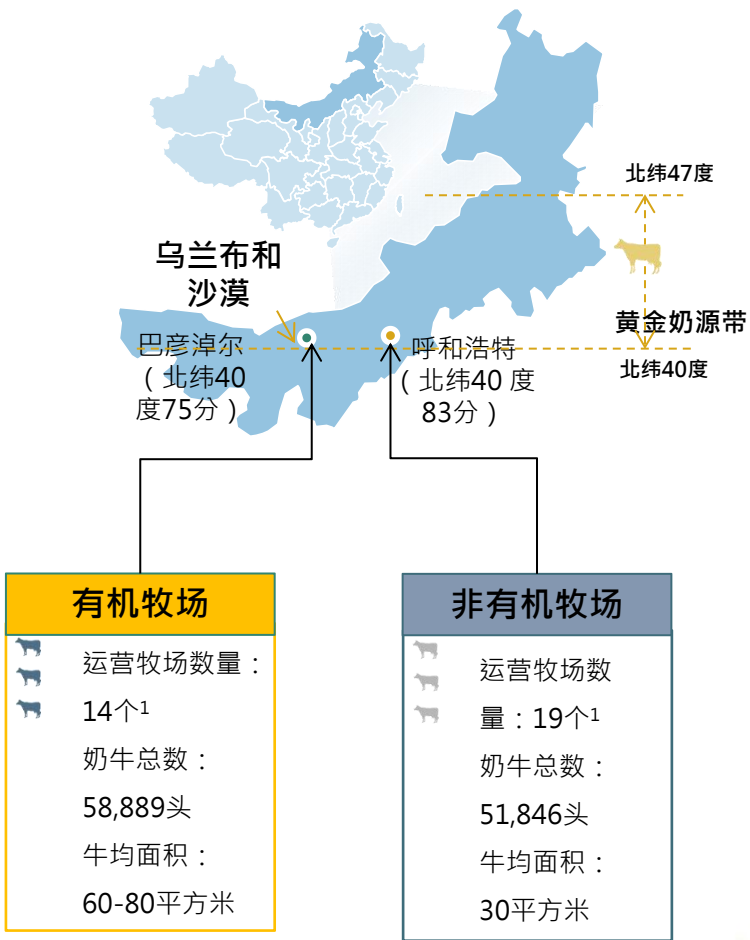 北纬47度
乌兰布和
沙漠
黄金奶源带
巴彦淖尔
（北纬40
度75分）
呼和浩特
（北纬40 度
83分）
北纬40度
有机牧场
运营牧场数量：
14个1
奶牛总数：
58,889头
牛均面积：
60-80平方米
非有机牧场
运营牧场数
量：19个1
奶牛总数：
51,846头
牛均面积：
30平方米